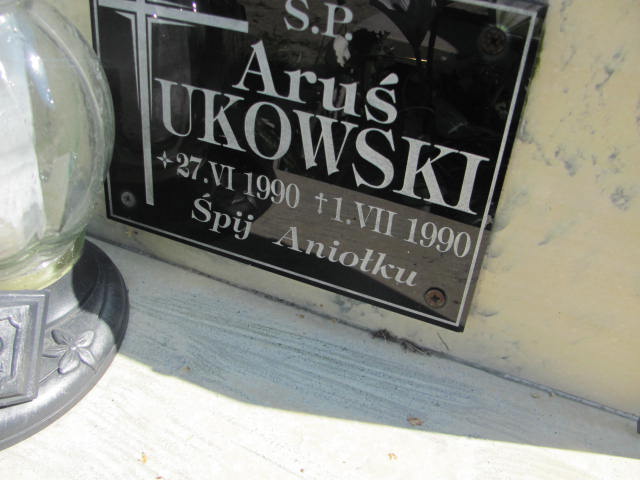 Ś.P.
Aruś
UKOWSKI
27.VI 1990 † 1.VII 1990
Śpij Aniołku